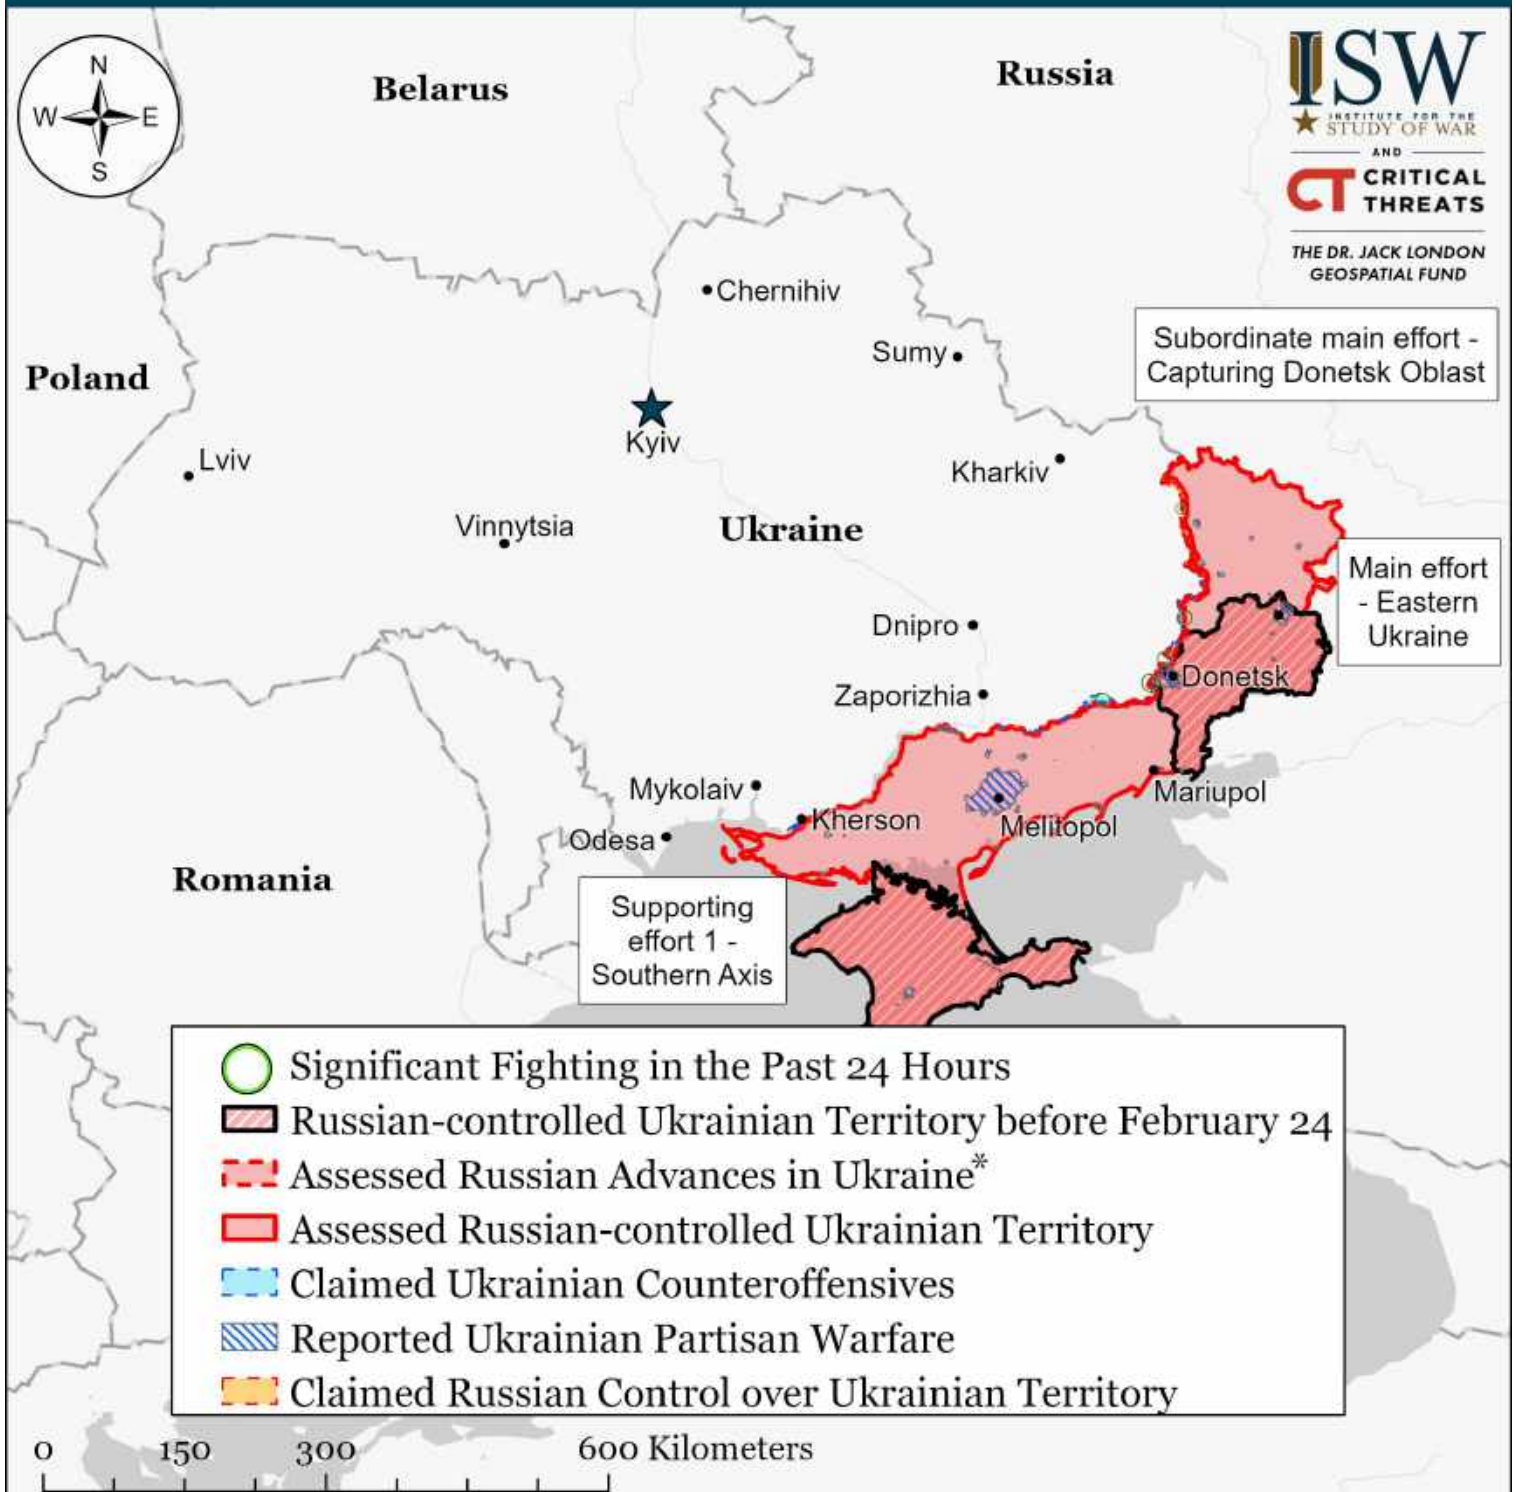 N
W
E
S
Belarus
Russia
ISW
INSTITUTE FOR THE
STUDY OF WAR
AND
CT CRITICAL
THREATS
THE DR. JACK LONDON
GEOSPATIAL FUND
Chernihiv
Subordinate main effort -
Capturing Donetsk Oblast
Sumy
Poland
Kyiv
Lviv
Kharkiv
Vinnytsia
Ukraine
Main effort
- Eastern
Ukraine
Dnipro
Donetsk
Zaporizhia
Mykolaiv
Mariupol
Kherson
Melitopol
Odesa
Romania
Supporting
effort 1 -
Southern Axis
Significant Fighting in the Past 24 Hours
Russian-controlled Ukrainian Territory before February 24
Assessed Russian Advances in Ukraine*
Assessed Russian-controlled Ukrainian Territory
Claimed Ukrainian Counteroffensives
Reported Ukrainian Partisan Warfare
Claimed Russian Control over Ukrainian Territory
0 150 300 600 Kilometers